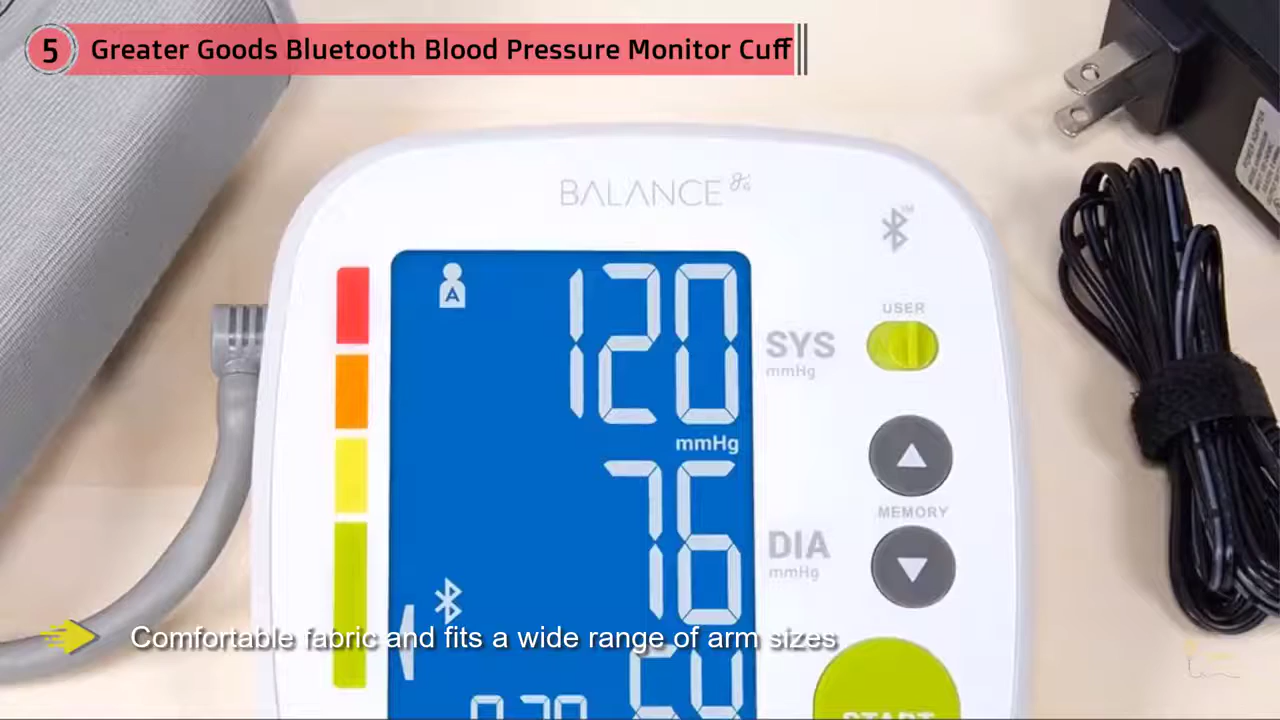 5 Greater Goods Bluetooth Blood Pressure Monitor Cuff
BALANCE
USER
A
120
SYS
mmHg
mmHg
MEMORY
76
DIA
mmHg
Comfortable fabric and fits a wide range of arm sizes
START